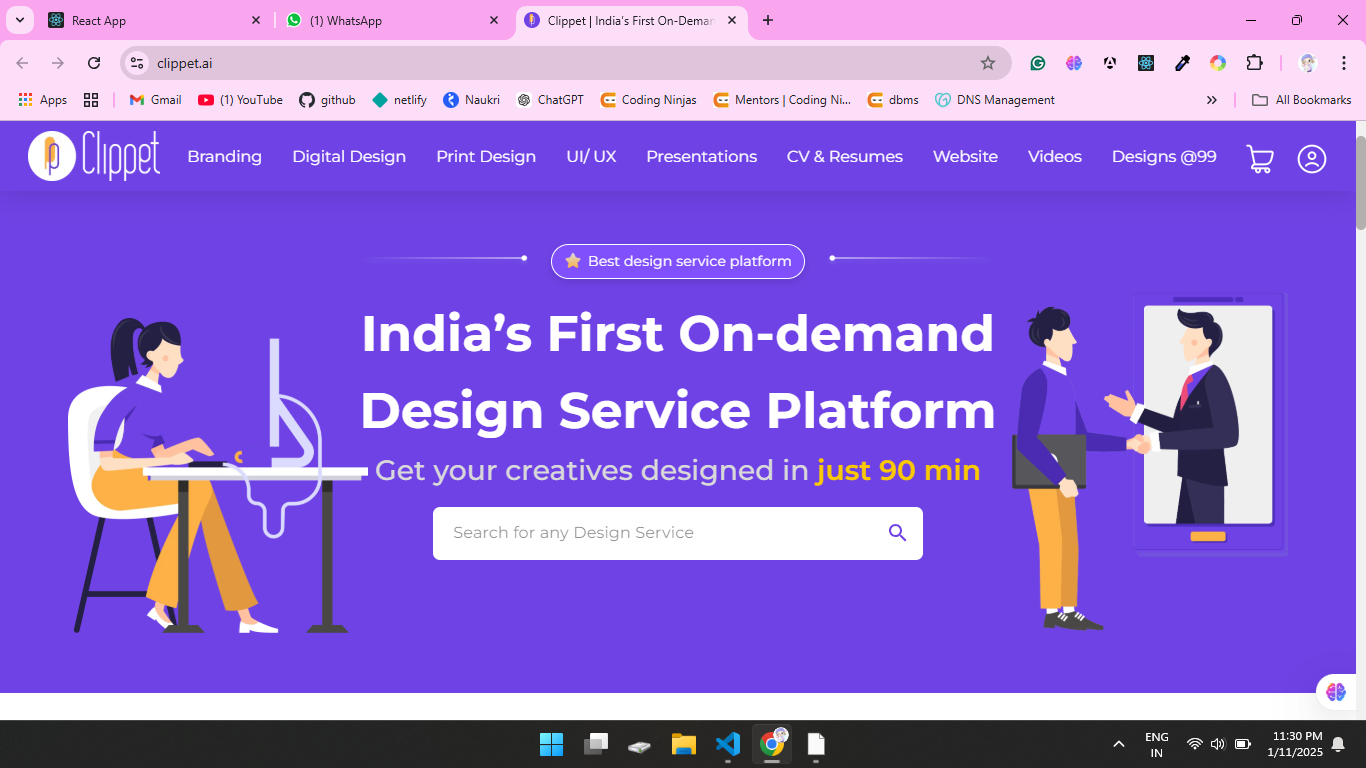 React App
(1) WhatsApp
Clippet | India's First On-Deman
clippet.ai
Apps
Gmail
(1) YouTube
github
netlify
Naukri
ChatGPT
Coding Ninjas
Mentors | Coding Ni...
dbms
DNS Management
All Bookmarks
Clippet
Branding
Digital Design
Print Design
UI/ UX
Presentations
CV & Resumes
Website
Videos
Designs @99
Best design service platform
India’s First On-demand
Design Service Platform
Get your creatives designed in just 90 min
Search for any Design Service
ENG
IN
11:30 PM
1/11/2025